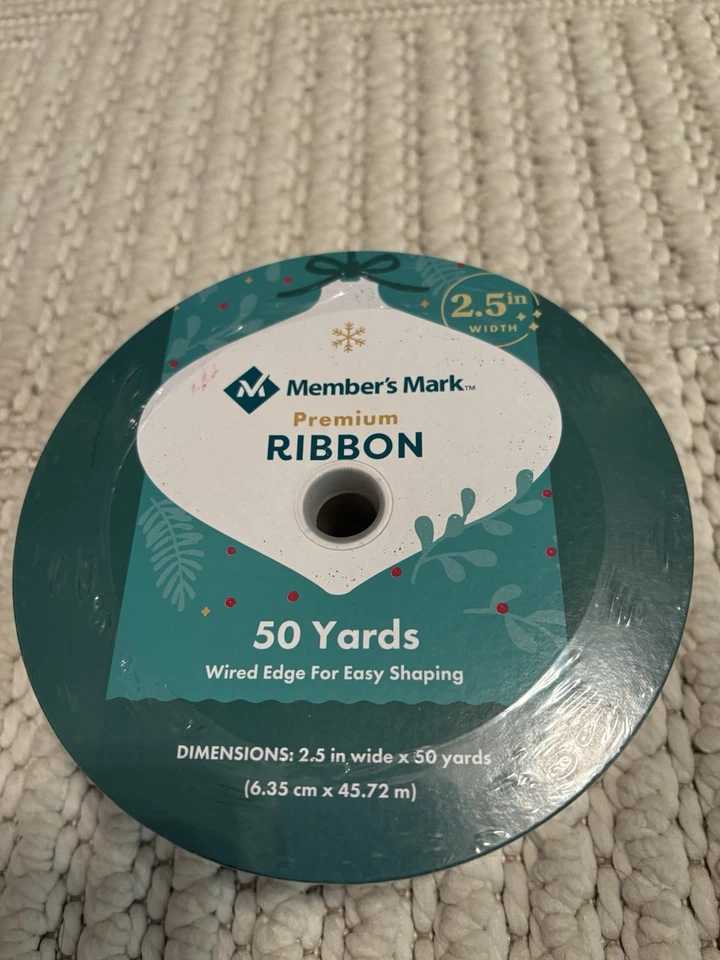 2.5in
WIDTH
Member's Mark™
Premium
RIBBON
50 Yards
Wired Edge For Easy Shaping
DIMENSIONS: 2.5 in wide x 50 yards
(6.35 cm x 45.72 m)